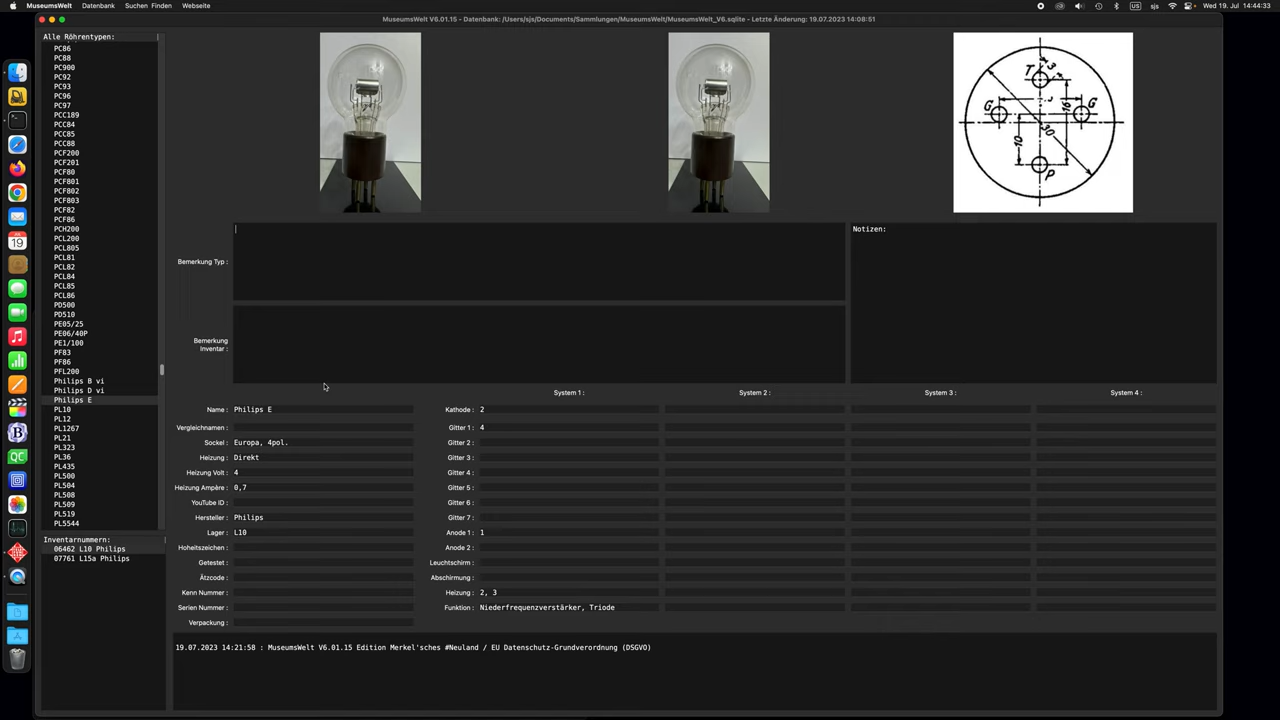 MuseumsWelt Datenbank Suchen Finden Webseite
US sjs Wed 19. Jul 14:44:33
MuseumsWelt V6.01.15 - Datenbank: /Users/sjs/Documents/Sammlungen/MuseumsWelt/MuseumsWelt_V6.sqlite - Letzte Änderung: 19.07.2023 14:08:51
Alle Röhrentypen:
PC86
PC88
PC900
PC92
PC93
PC96
PC97
PCC189
PCC84
PCC85
PCC88
PCF200
PCF201
PCF80
PCF801
PCF802
PCF803
PCF82
PCF86
PCH200
PCL200
PCL805
PCL81
PCL82
PCL84
PCL85
PCL86
PD500
PD510
PE05/25
PE06/40P
PE1/100
PF83
PF86
PFL200
Philips B vi
Philips D vi
Philips E
PL10
PL12
PL1267
PL21
PL323
PL36
PL435
PL500
PL504
PL508
PL509
PL519
PL5544
Inventarnummern:
06462 L10 Philips
07761 L15a Philips
T
3
G
G
16
30
10
P
Bemerkung Typ :
Notizen:
Bemerkung
Inventar :
System 1 : System 2 : System 3 : System 4 :
Name : Philips E
Vergleichnamen :
Sockel : Europa, 4pol.
Heizung : Direkt
Heizung Volt : 4
Heizung Ampère : 0,7
YouTube ID :
Hersteller : Philips
Lager : L10
Hoheitszeichen :
Getestet :
Ätzcode :
Kenn Nummer :
Serien Nummer :
Verpackung :
Kathode : 2
Gitter 1 : 4
Gitter 2 :
Gitter 3 :
Gitter 4 :
Gitter 5 :
Gitter 6 :
Gitter 7 :
Anode 1 : 1
Anode 2 :
Leuchtschirm :
Abschirmung :
Heizung : 2, 3
Funktion : Niederfrequenzverstärker, Triode
19.07.2023 14:21:58 : MuseumsWelt V6.01.15 Edition Merkel'sches #Neuland / EU Datenschutz-Grundverordnung (DSGVO)
JUL
19
QC